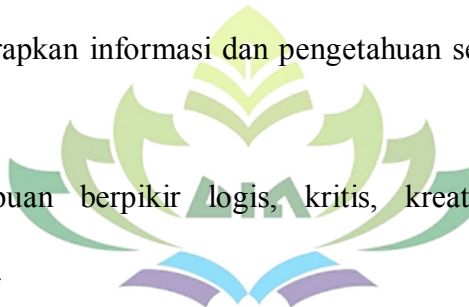 rapkan informasi dan pengetahuan se
puan berpikir logis, kritis, kreat